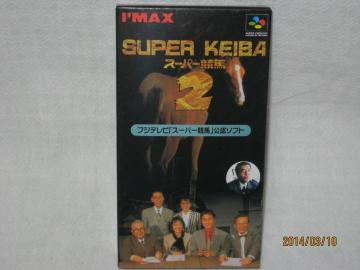 I'MAX
SUPER KEIBA
スーパー競馬
2
フジテレビ「スーパー競馬」公認ソフト
2014/03/10